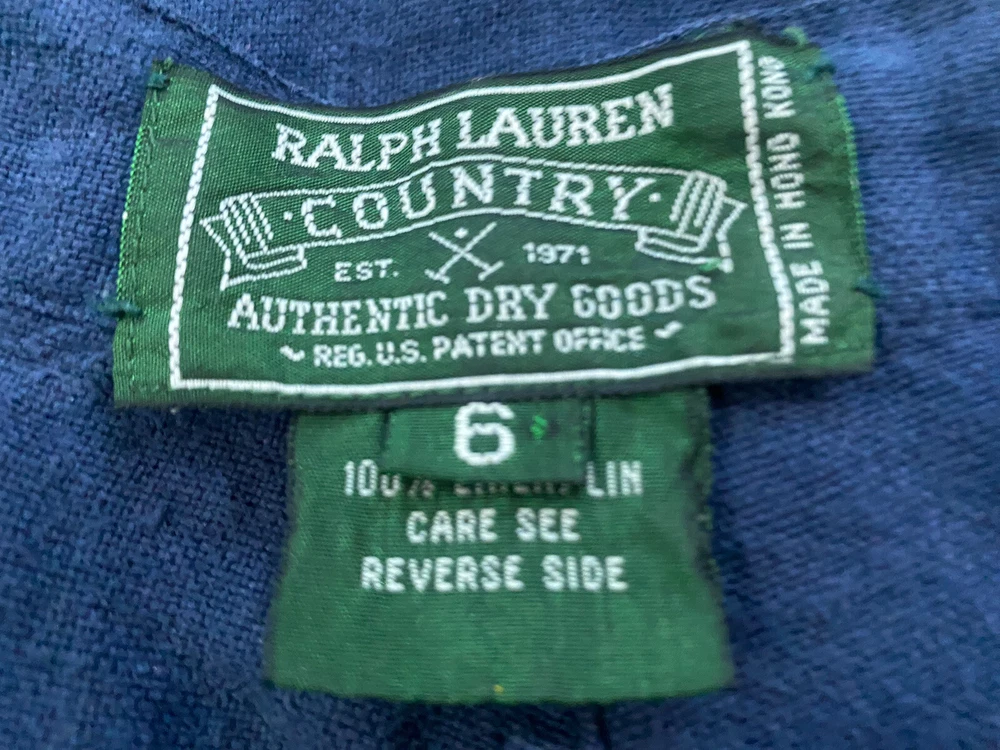 RALPH LAUREN
·COUNTRY·
EST. 1971
AUTHENTIC DRY GOODS
~ REG. U.S. PATENT OFFICE ~
MADE IN HONG KONG
6
100% LIN
CARE SEE
REVERSE SIDE